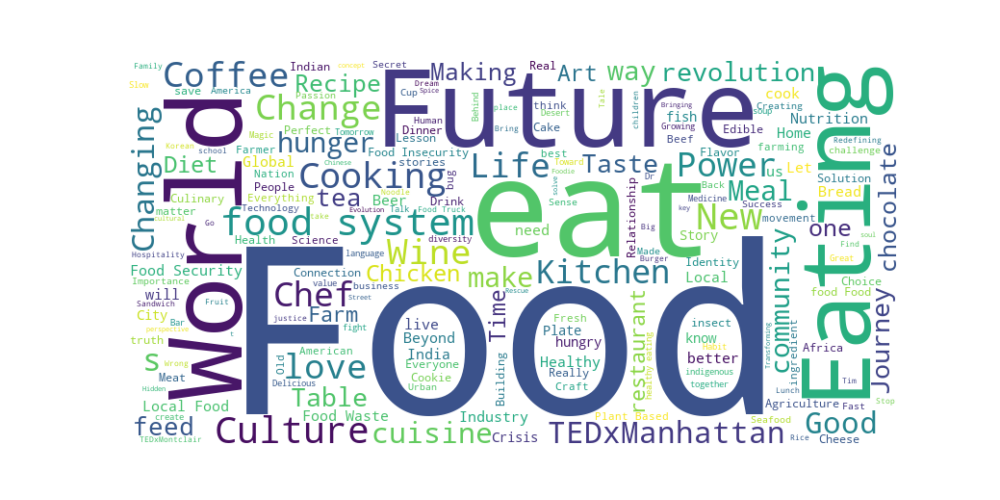 Family
concept
Indian
Secret
Real
Slow
save
America
Coffee
Recipe
Passion
Future
Making
Art
way
revolution
Cup
Dream
Spice
Behind
place
think
Tale
children
Bringing
fish
cook
Creating
Nutrition
Eating
World
Changing
Change
Magic
Perfect
Tomorrow
Human
Lesson
Dinner
Bring
Cake
Desert
Growing
Beef
Edible
soup
Home
Redefining
challenge
Korean
school
Farmer
hunger
Food Insecurity
stories
best
Flavor
farming
Diet
Global
Nation
Chinese
Cooking
bug
Life
Toward
Foodie
Taste
Power
us
Let
Solution
chocolate
Culinary
Everything
People
Noodle
tea
Beer
Drink
eat
solve
Dr
Back
Medicine
Meal
Bread
matter
Technology
take
Evolution
Talk
Food Truck
Sense
Relationship
key
New
Success
movement
cultural
Go
food system
need
Story
one
soul
Health
Science
diversity
Made
Big
Find
Hospitality
language
Wine
Burger
Identity
Great
Food Security
Importance
Connection
value
business
Chicken
make
Kitchen
Rescue
Local
community
Choice
food Food
Journey
Sandwich
Fruit
will
Chef
Street
Food
City
Bar
justice
Farm
fight
Time
restaurant
healthy eating
truth
live
Beyond
Fresh
Plate
hungry
insect
know
Transforming
ingredient
Africa
perspective
s
Wrong
Old
love
American
India
Everyone
Healthy
Really
better
Habit
indigenous
together
Tim
Meat
Delicious
Cookie
Urban
Building
Craft
Lunch
Agriculture
Fast
Stop
Hidden
Local Food
Table
create
Food Waste
Industry
Plant Based
Seafood
Good
feed
Culture
cuisine
Crisis
TEDxManhattan
Rice
Cheese
TEDxMontclair
t